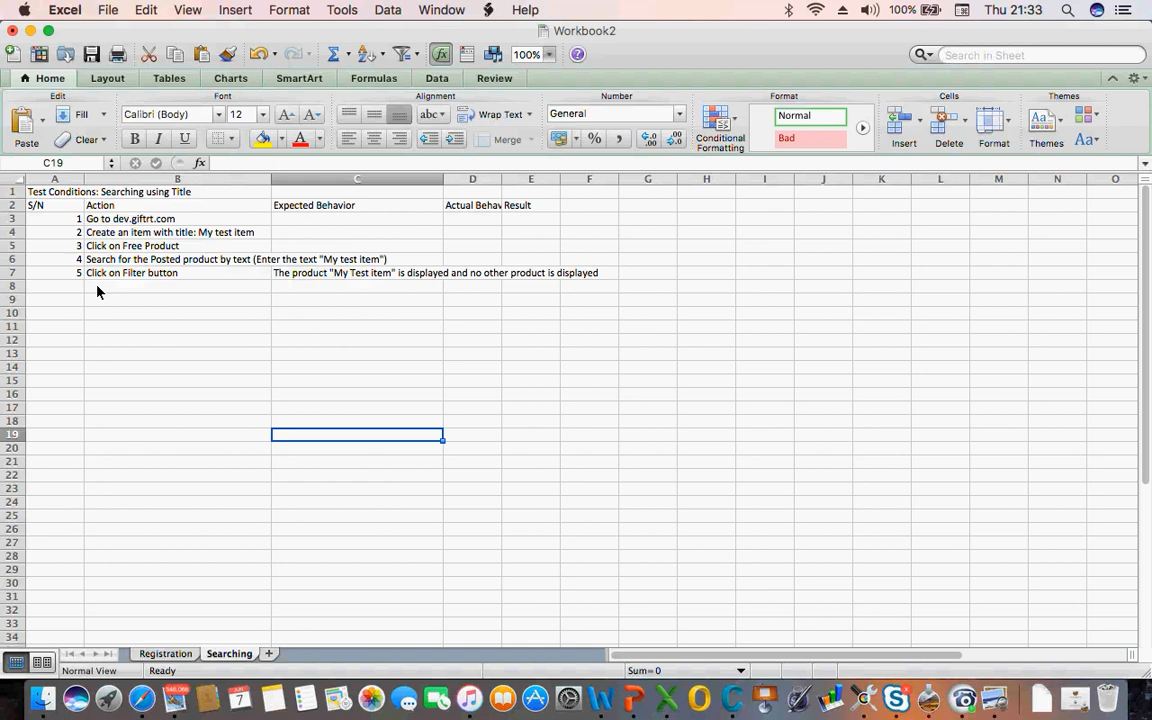 Excel File Edit View Insert Format Tools Data Window Help 100% Thu 21:33
Workbook2
100% Search in Sheet
Home Layout Tables Charts SmartArt Formulas Data Review
Edit Font Alignment Number Format Cells Themes
Fill Calibri (Body) 12 A A abc Wrap Text General Normal
Paste Clear B I U A Merge % , Conditional Formatting Bad Insert Delete Format Themes Aa
C19 fx
A B C D E F G H I J K L M N O
1 Test Conditions: Searching using Title
2 S/N Action Expected Behavior Actual Behav Result
3 1 Go to dev.giftrt.com
4 2 Create an item with title: My test item
5 3 Click on Free Product
6 4 Search for the Posted product by text (Enter the text "My test item")
7 5 Click on Filter button The product "My Test item" is displayed and no other product is displayed
8
9
10
11
12
13
14
15
16
17
18
19
20
21
22
23
24
25
26
27
28
29
30
31
32
33
34
Registration Searching
Normal View Ready Sum=0